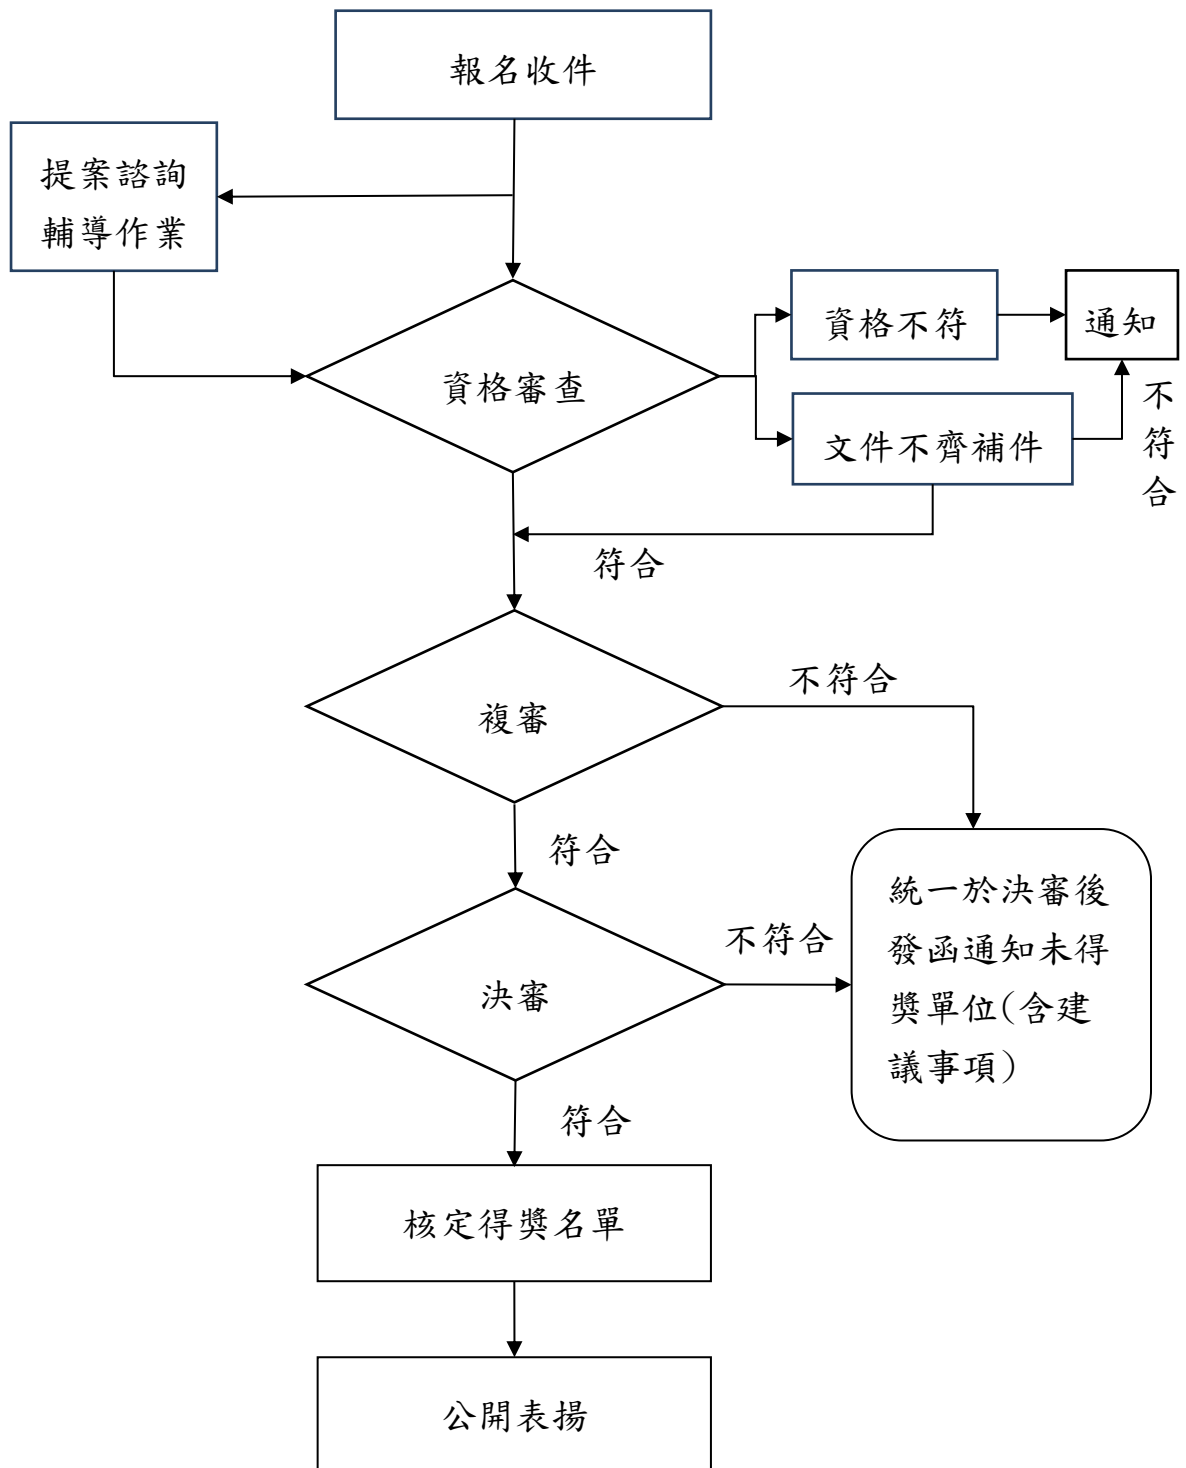 報名收件
提案諮詢
輔導作業
資格不符
通知
資格審查
文件不齊補件
不
符
合
符合
複審
不符合
符合
統一於決審後
發函通知未得
獎單位(含建
議事項)
不符合
決審
符合
核定得獎名單
公開表揚